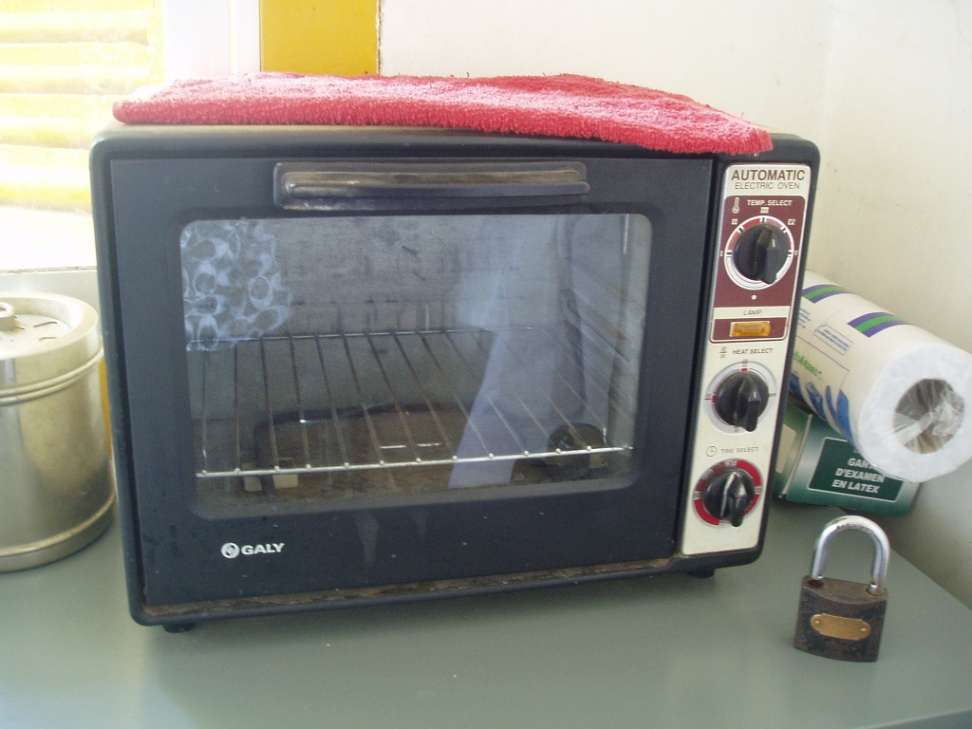 AUTOMATIC
ELECTRIC OVEN
TEMP. SELECT
LAMP
HEAT SELECT
TIME SELECT
GALY
D'EXAMEN
EN LATEX